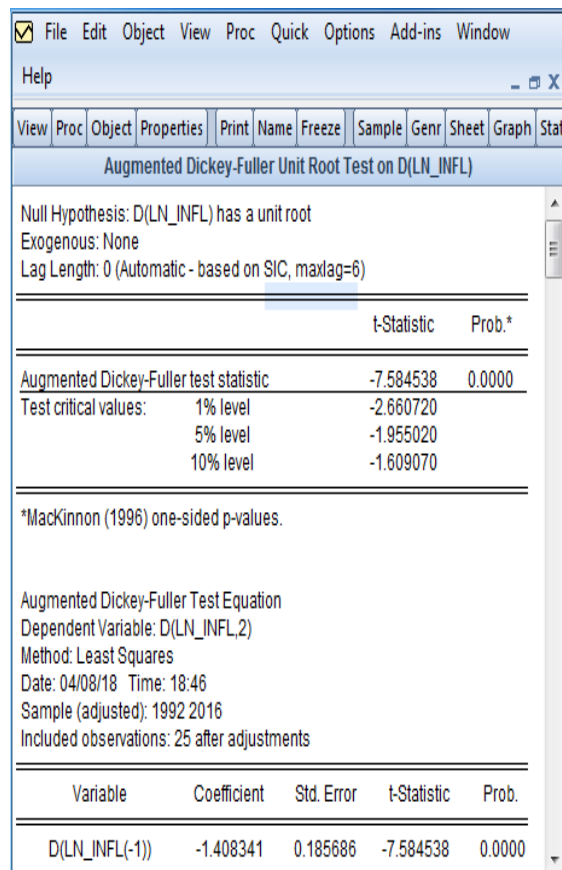 File Edit Object View Proc Quick Options Add-ins Window
Help
View Proc Object Properties Print Name Freeze Sample Genr Sheet Graph Stat
Augmented Dickey-Fuller Unit Root Test on D(LN_INFL)
Null Hypothesis: D(LN_INFL) has a unit root
Exogenous: None
Lag Length: 0 (Automatic - based on SIC, maxlag=6)
t-Statistic Prob.*
Augmented Dickey-Fuller test statistic -7.584538 0.0000
Test critical values: 1% level -2.660720
5% level -1.955020
10% level -1.609070
*MacKinnon (1996) one-sided p-values.
Augmented Dickey-Fuller Test Equation
Dependent Variable: D(LN_INFL,2)
Method: Least Squares
Date: 04/08/18 Time: 18:46
Sample (adjusted): 1992 2016
Included observations: 25 after adjustments
Variable Coefficient Std. Error t-Statistic Prob.
D(LN_INFL(-1)) -1.408341 0.185686 -7.584538 0.0000